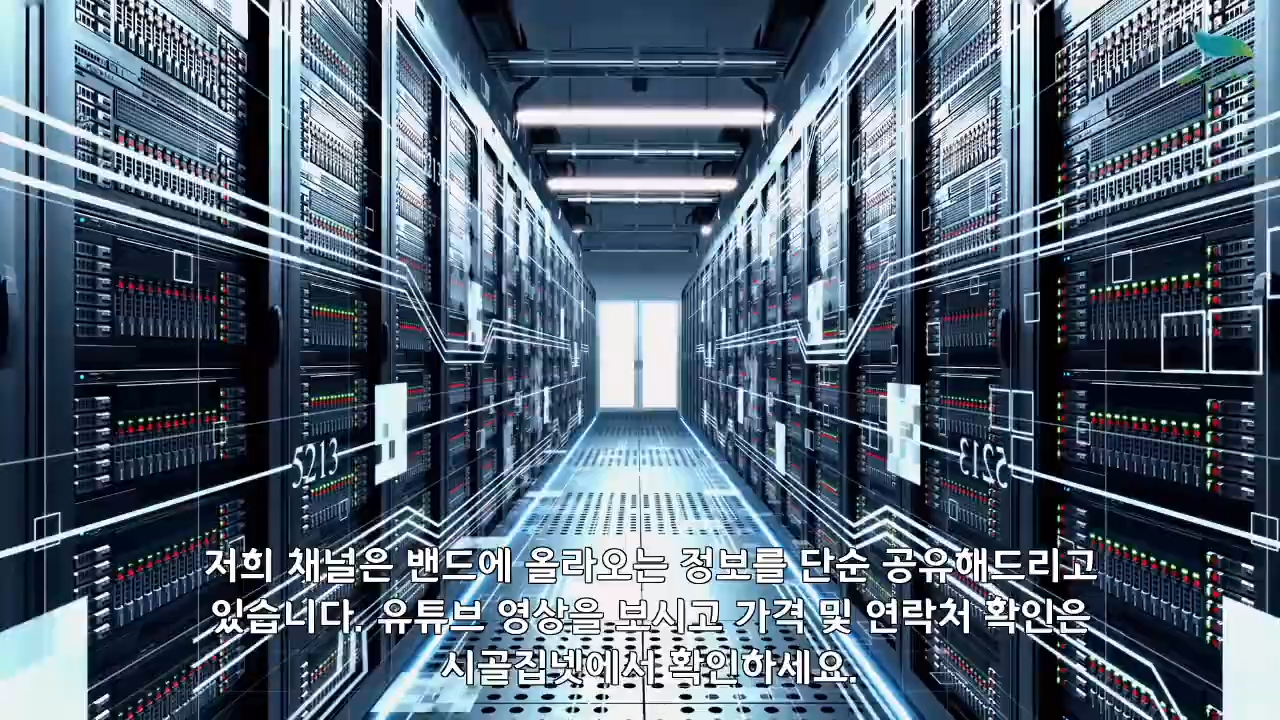 5213
5213
저희 채널은 밴드에 올라오는 정보를 단순 공유해드리고
있습니다. 유튜브 영상을 보시고 가격 및 연락처 확인은
시골집넷에서 확인하세요.